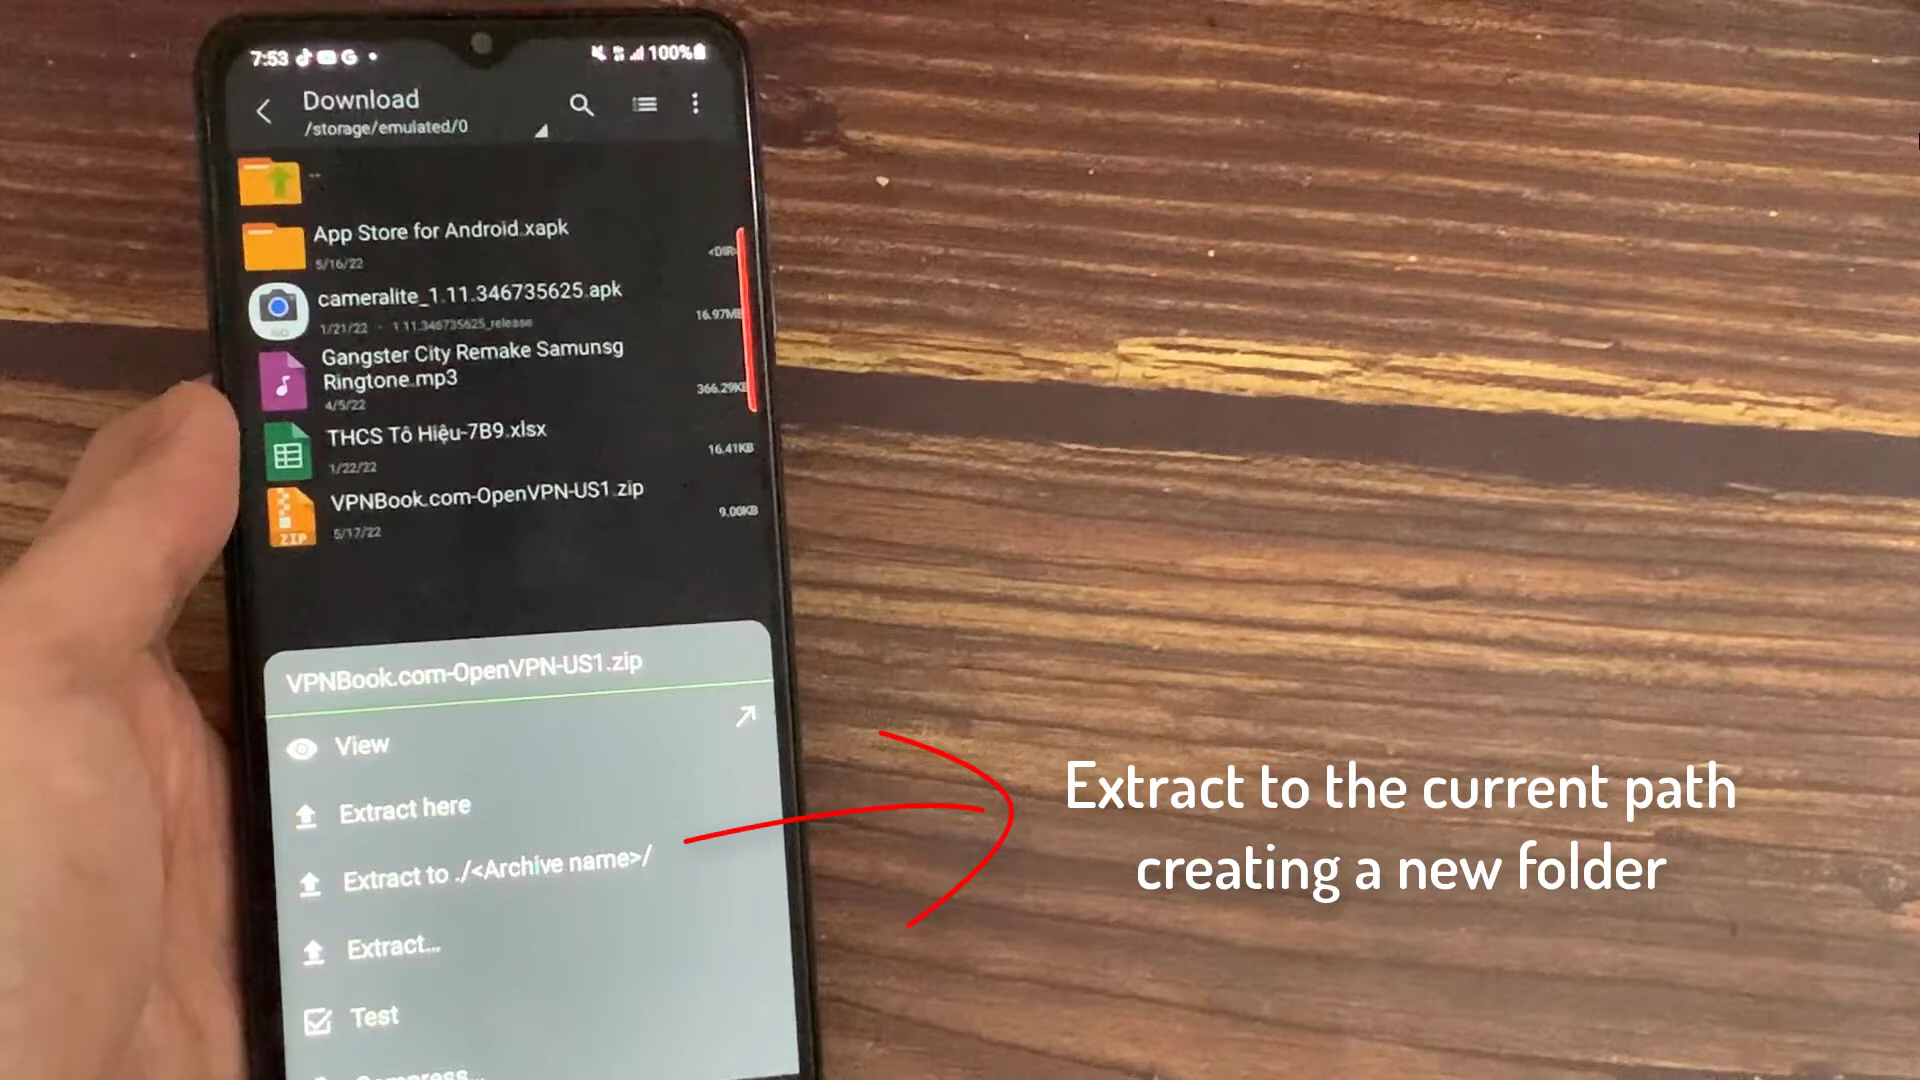 7:53
100%
Download
/storage/emulated/0
..
App Store for Android.xapk
5/16/22
<DIR>
cameralite_1.11.346735625.apk
1/21/22 - 1.11.346735625_release
16.97MB
Gangster City Remake Samunsg
Ringtone.mp3
4/5/22
366.29KB
THCS Tô Hiệu-7B9.xlsx
1/22/22
16.41KB
VPNBook.com-OpenVPN-US1.zip
5/17/22
9.00KB
ZIP
VPNBook.com-OpenVPN-US1.zip
View
Extract here
Extract to ./<Archive name>/
Extract...
Test
Compress...
Extract to the current path
creating a new folder